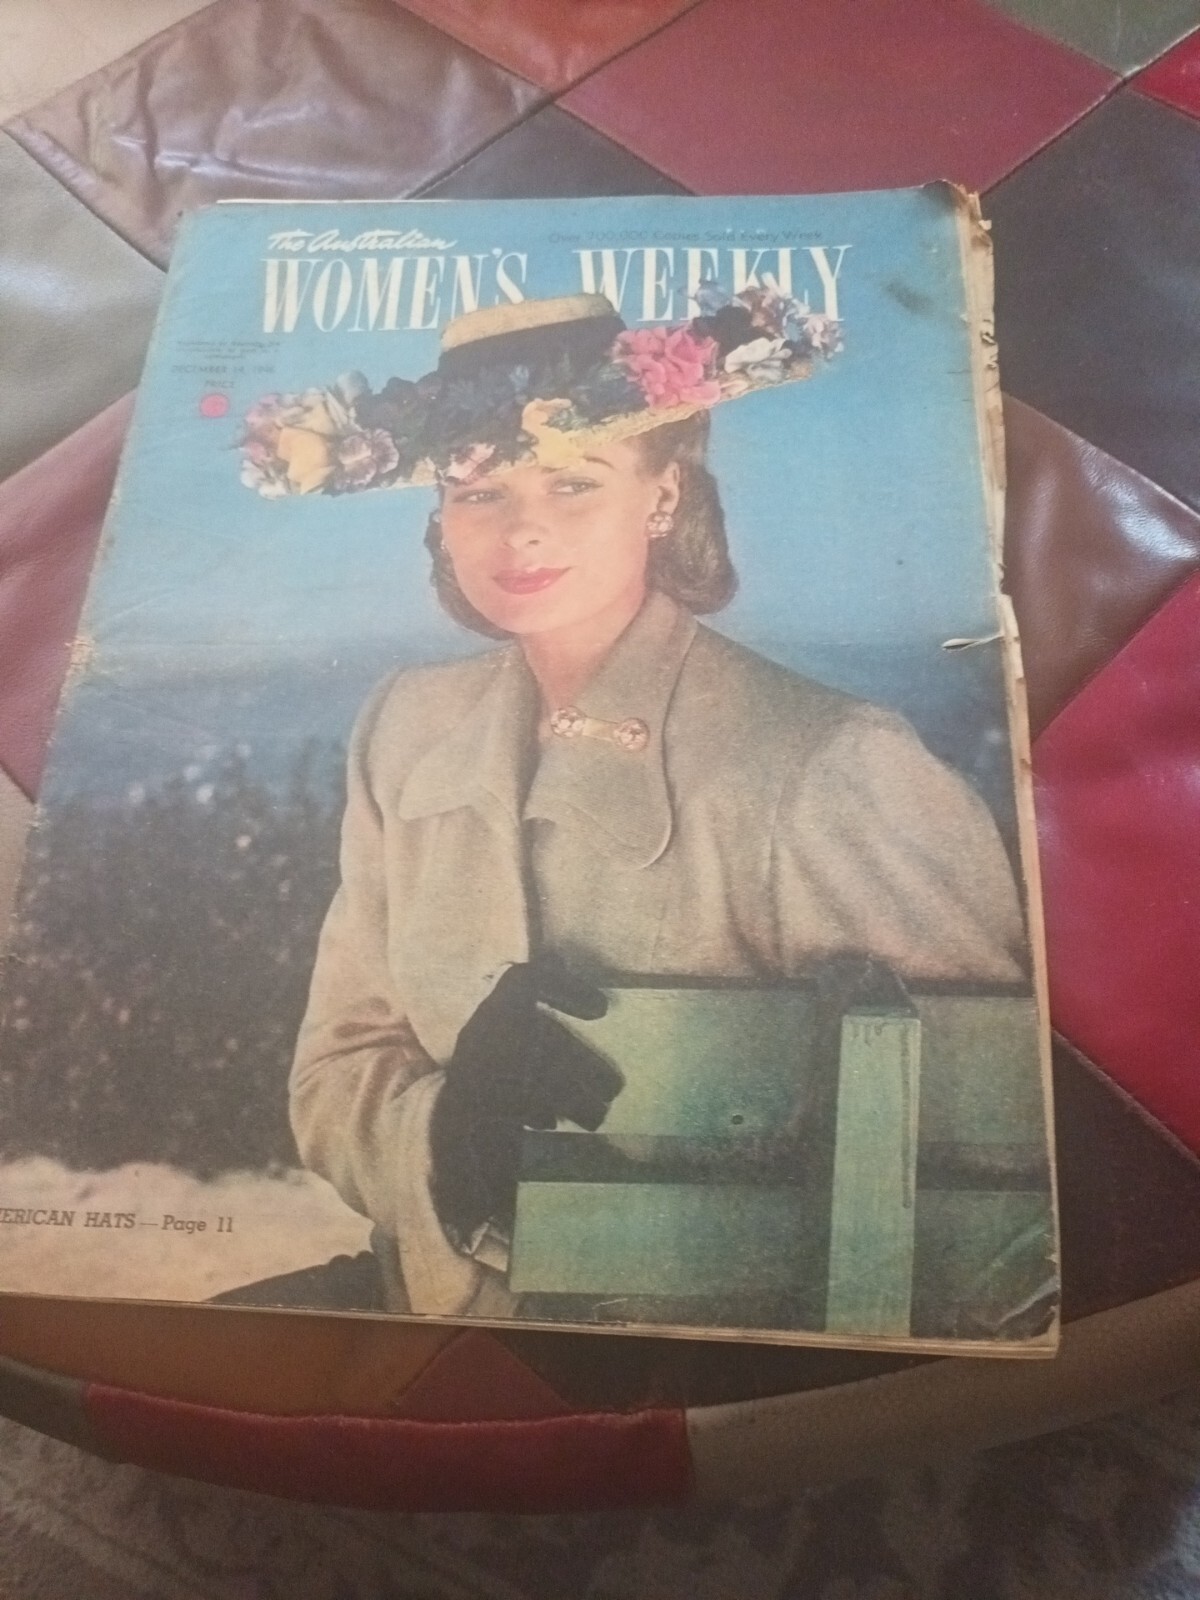 The Australian
Over 700,000 Copies Sold Every Week
WOMEN'S WEEKLY
DECEMBER 14, 1946
PRICE
ERICAN HATS — Page 11